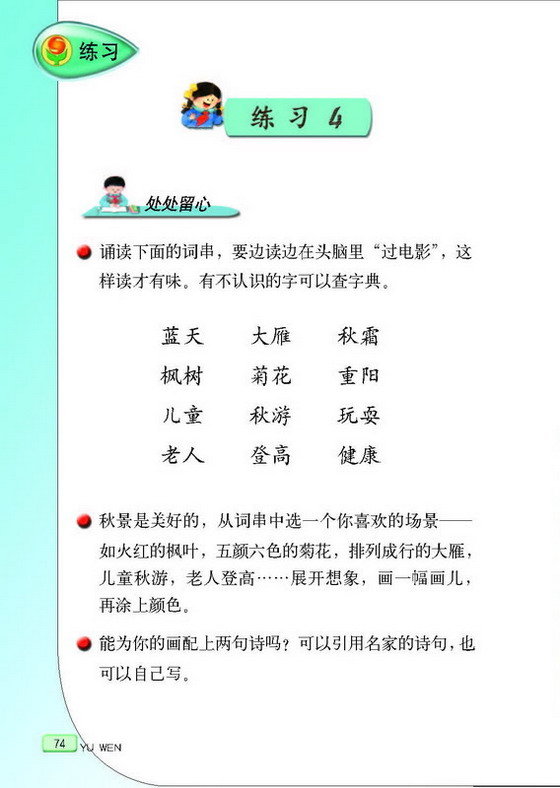 练习
练习 4
处处留心
诵读下面的词串，要边读边在头脑里“过电影”，这
样读才有味。有不认识的字可以查字典。
蓝天 大雁 秋霜
枫树 菊花 重阳
儿童 秋游 玩耍
老人 登高 健康
秋景是美好的，从词串中选一个你喜欢的场景——
如火红的枫叶，五颜六色的菊花，排列成行的大雁，
儿童秋游，老人登高……展开想象，画一幅画儿，
再涂上颜色。
能为你的画配上两句诗吗？可以引用名家的诗句，也
可以自己写。
74
YU WEN